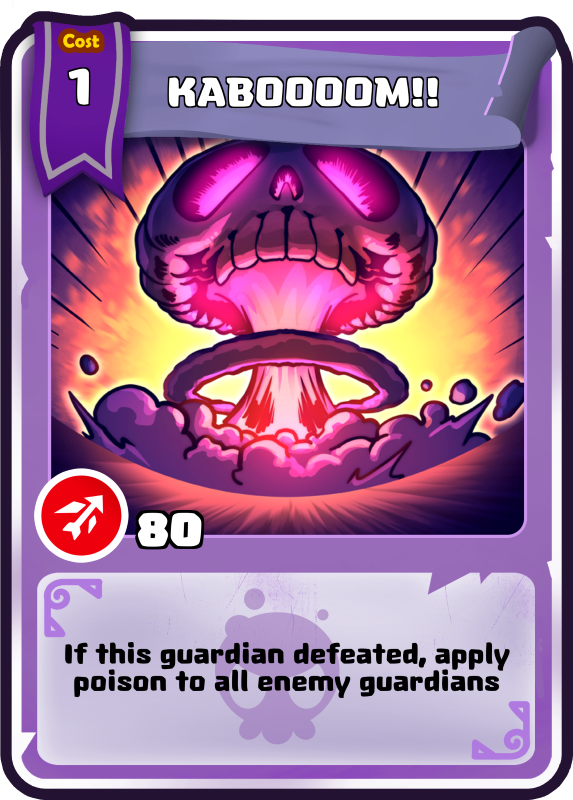 Cost
1
KABOOOOM!!
80
If this guardian defeated, apply
poison to all enemy guardians